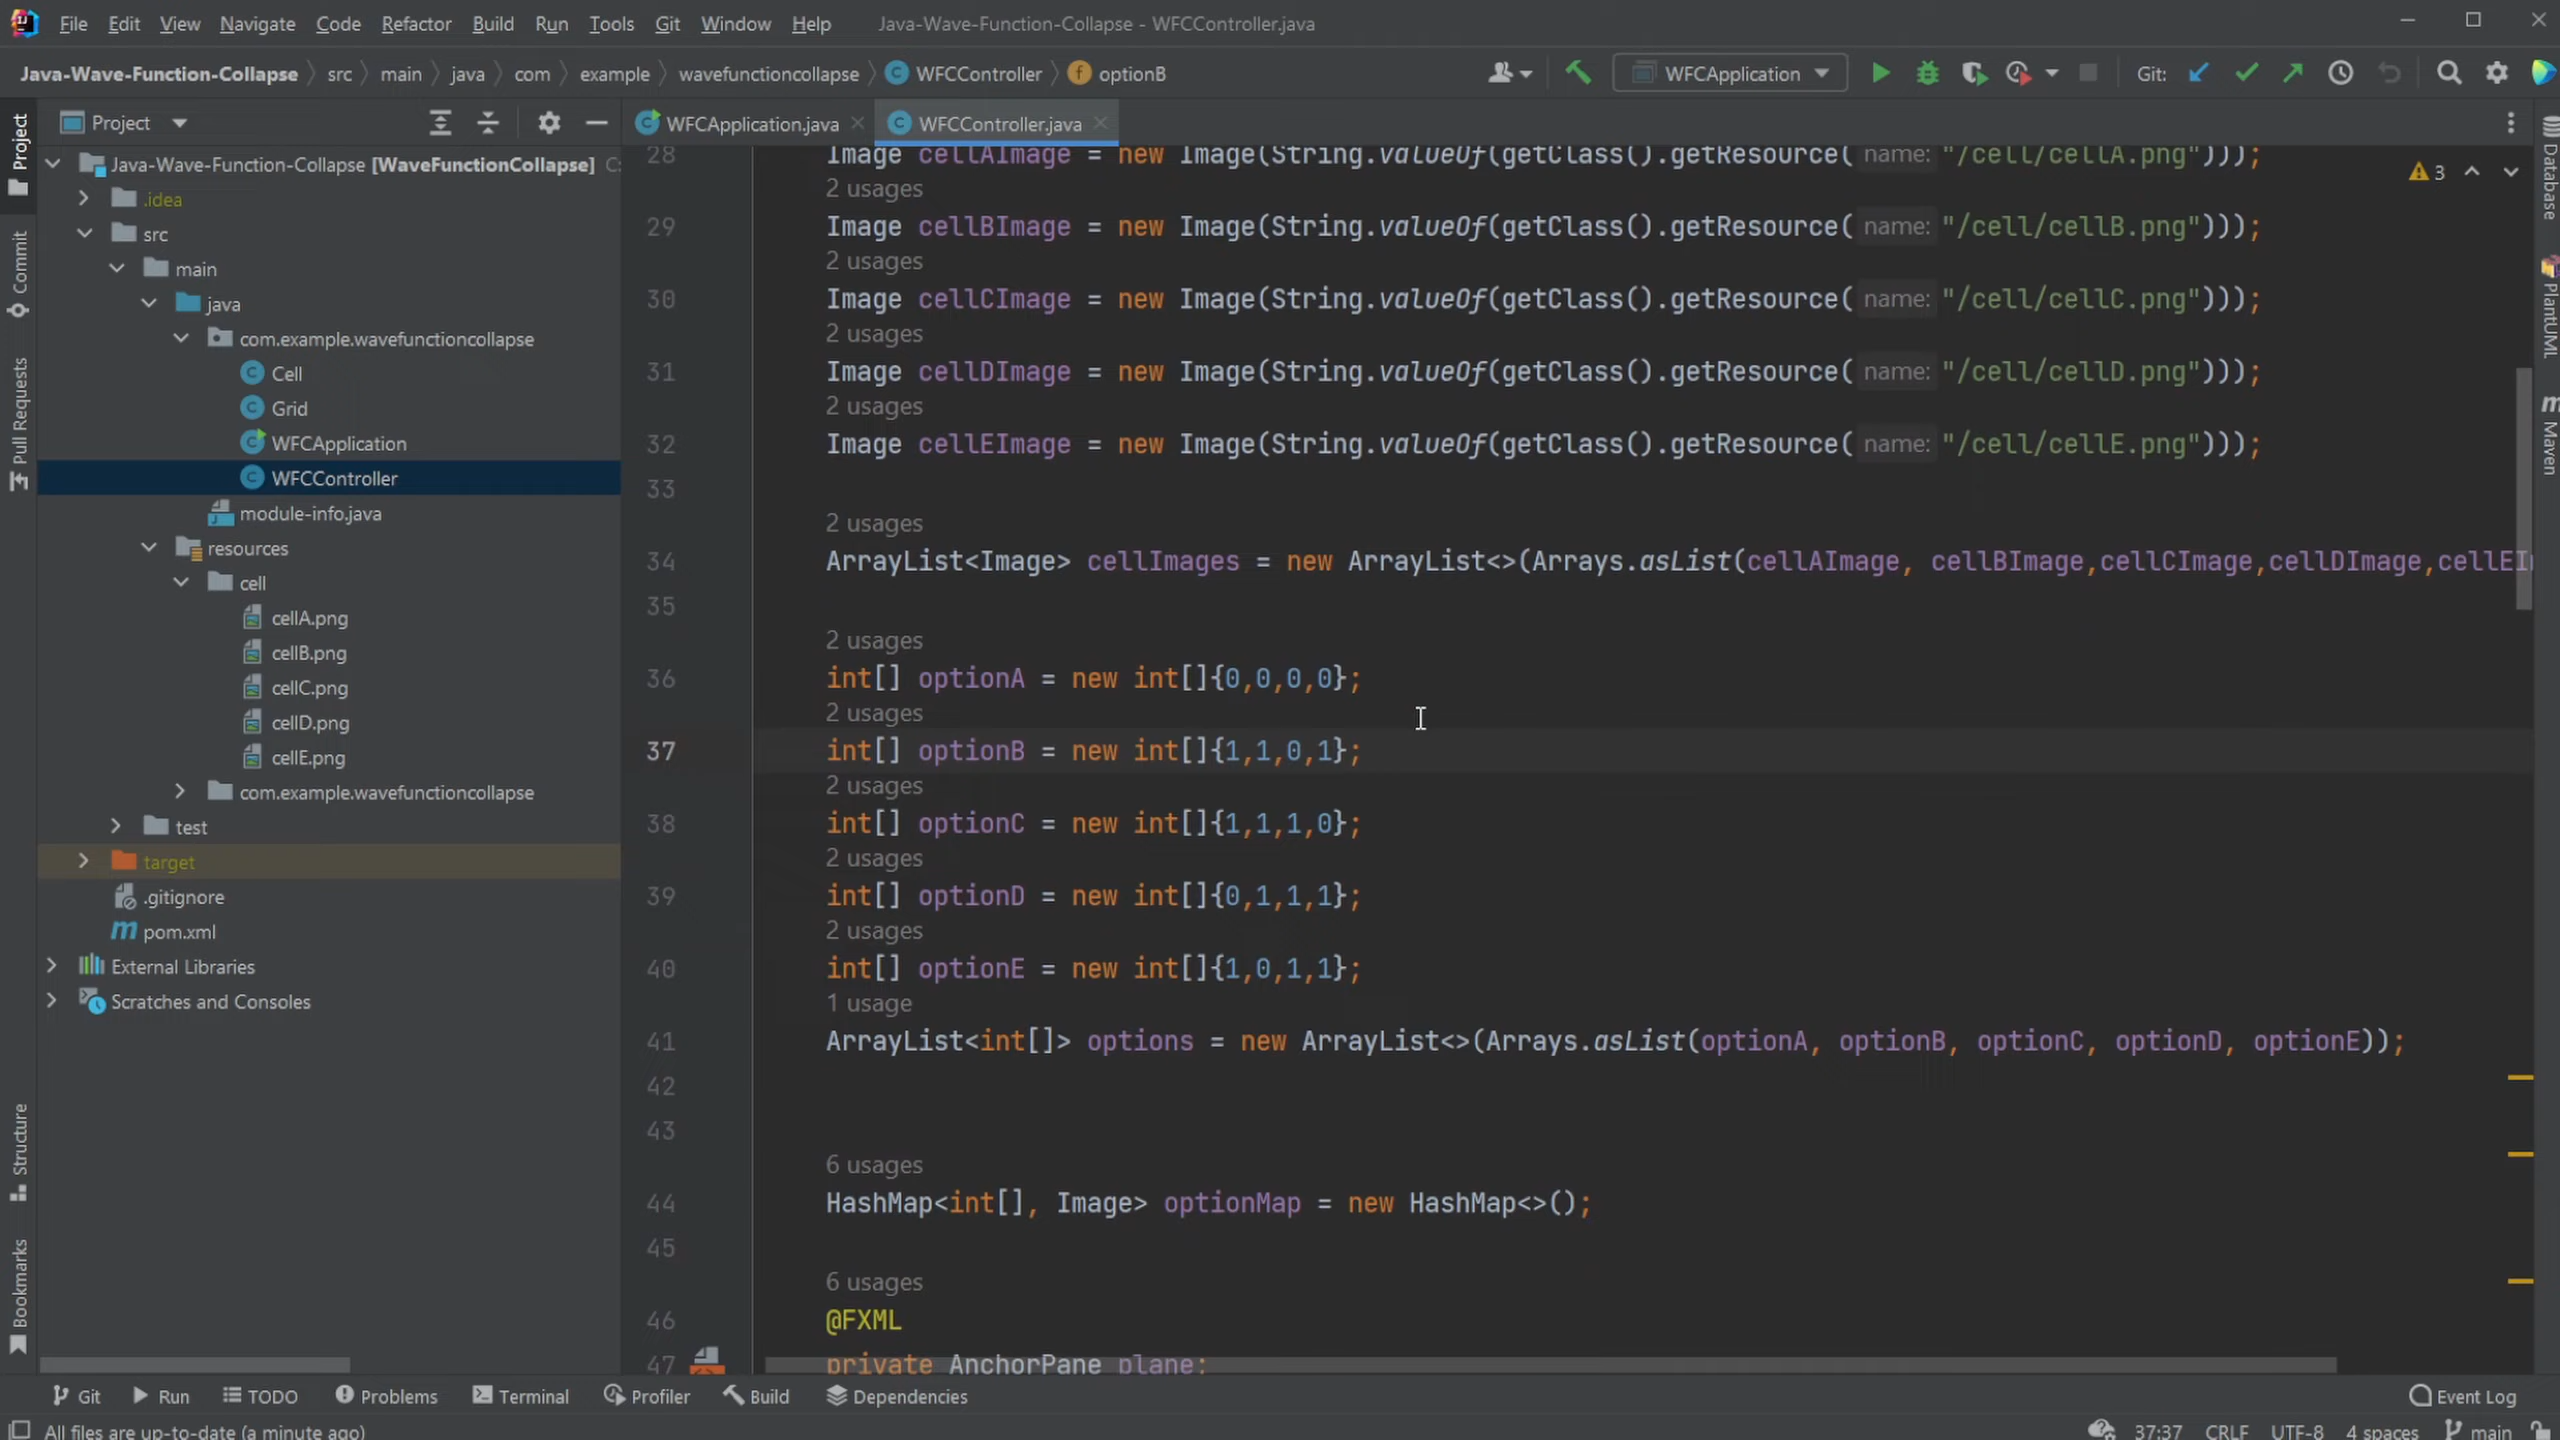 File Edit View Navigate Code Refactor Build Run Tools Git Window Help Java-Wave-Function-Collapse - WFCController.java
Java-Wave-Function-Collapse src main java com example wavefunctioncollapse WFCController optionB WFCApplication Git:
Project
WFCApplication.java WFCController.java
Java-Wave-Function-Collapse [WaveFunctionCollapse] C:
.idea
src
main
java
com.example.wavefunctioncollapse
Cell
Grid
WFCApplication
WFCController
module-info.java
resources
cell
cellA.png
cellB.png
cellC.png
cellD.png
cellE.png
com.example.wavefunctioncollapse
test
target
.gitignore
pom.xml
External Libraries
Scratches and Consoles
Project
Commit
Pull Requests
Structure
Bookmarks
3
28 Image cellAImage = new Image(String.valueOf(getClass().getResource( name: "/cell/cellA.png")));
2 usages
29 Image cellBImage = new Image(String.valueOf(getClass().getResource( name: "/cell/cellB.png")));
2 usages
30 Image cellCImage = new Image(String.valueOf(getClass().getResource( name: "/cell/cellC.png")));
2 usages
31 Image cellDImage = new Image(String.valueOf(getClass().getResource( name: "/cell/cellD.png")));
2 usages
32 Image cellEImage = new Image(String.valueOf(getClass().getResource( name: "/cell/cellE.png")));
33
2 usages
34 ArrayList<Image> cellImages = new ArrayList<>(Arrays.asList(cellAImage, cellBImage,cellCImage,cellDImage,cellEI
35
2 usages
36 int[] optionA = new int[]{0,0,0,0};
2 usages
37 int[] optionB = new int[]{1,1,0,1};
2 usages
38 int[] optionC = new int[]{1,1,1,0};
2 usages
39 int[] optionD = new int[]{0,1,1,1};
2 usages
40 int[] optionE = new int[]{1,0,1,1};
1 usage
41 ArrayList<int[]> options = new ArrayList<>(Arrays.asList(optionA, optionB, optionC, optionD, optionE));
42
43
6 usages
44 HashMap<int[], Image> optionMap = new HashMap<>();
45
6 usages
46 @FXML
47 private AnchorPane plane;
Database
PlantUML
Maven
Git Run TODO Problems Terminal Profiler Build Dependencies Event Log
All files are up-to-date (a minute ago) 37:37 CRLF UTF-8 4 spaces main